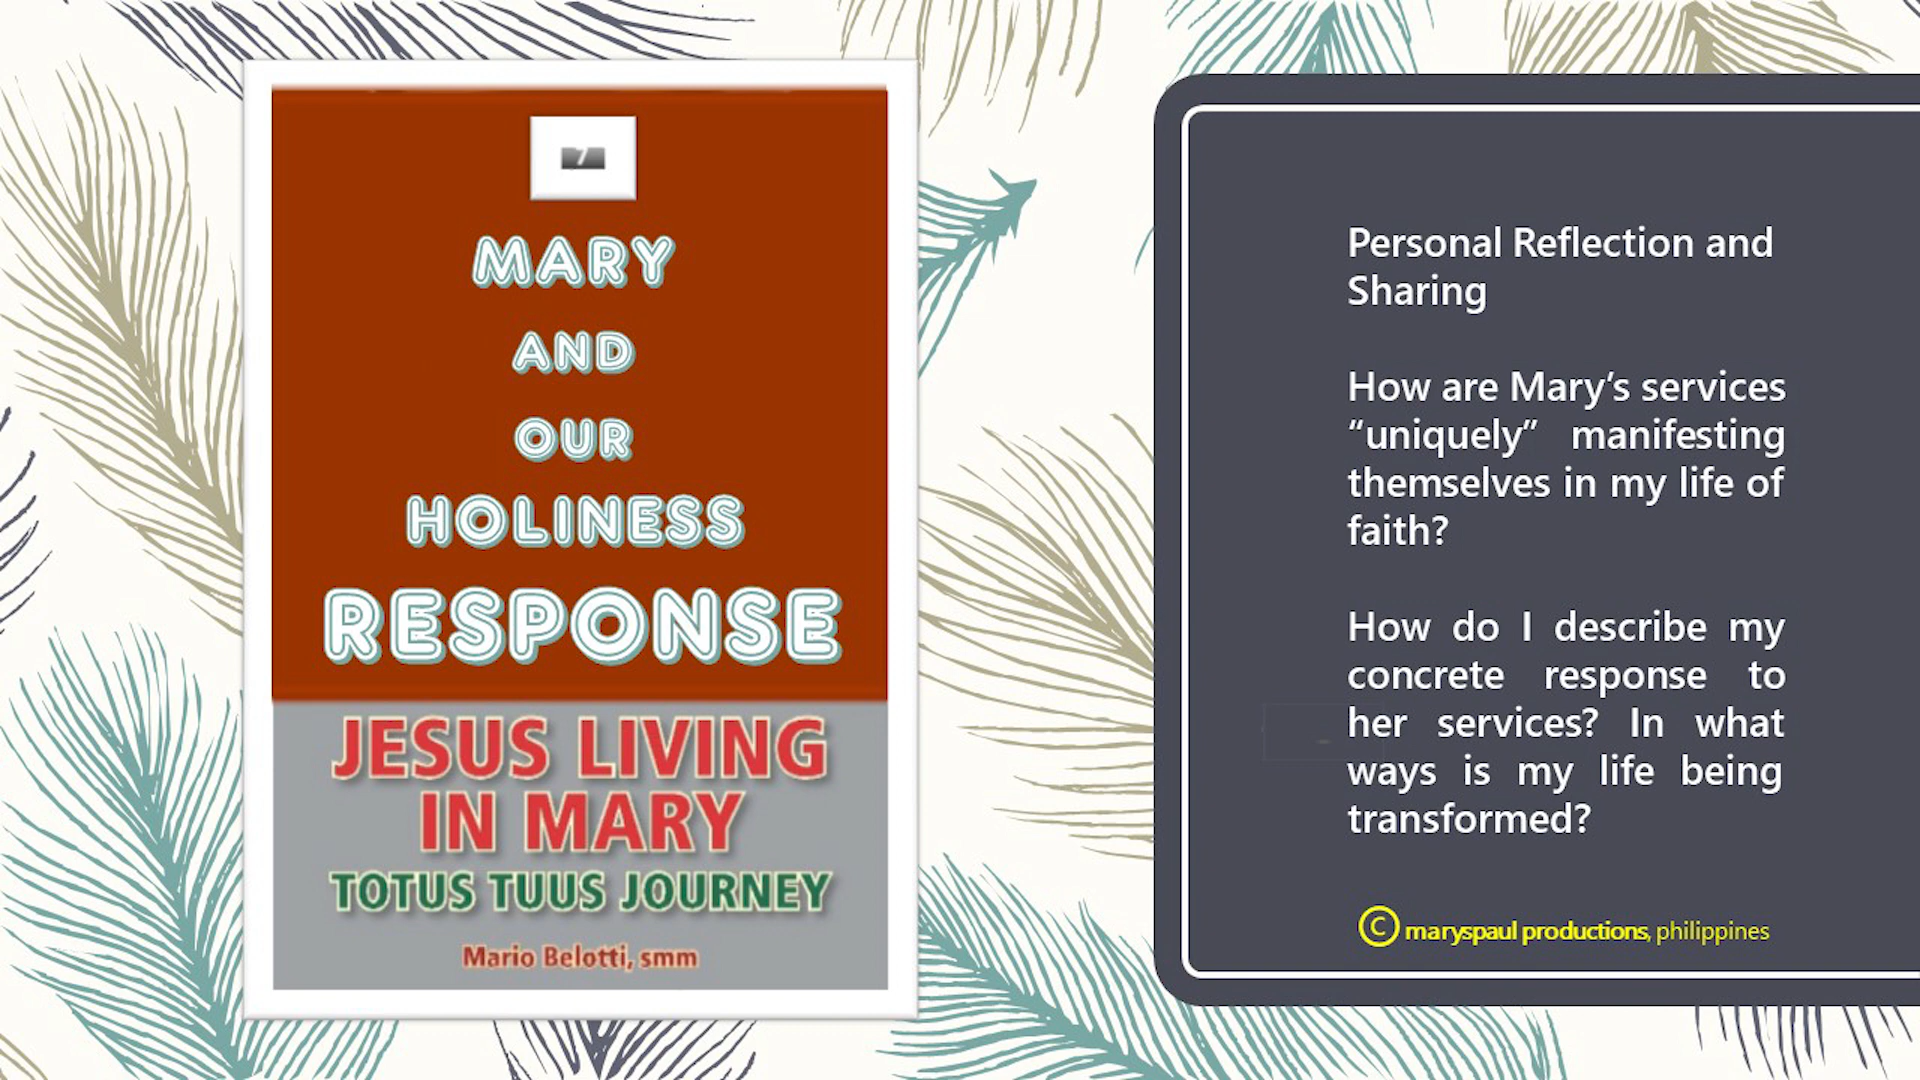 7
MARY
AND
OUR
HOLINESS
RESPONSE
JESUS LIVING
IN MARY
TOTUS TUUS JOURNEY
Mario Belotti, smm
Personal Reflection and
Sharing
How are Mary’s services
“uniquely” manifesting
themselves in my life of
faith?
How do I describe my
concrete response to
her services? In what
ways is my life being
transformed?
© maryspaul productions, philippines